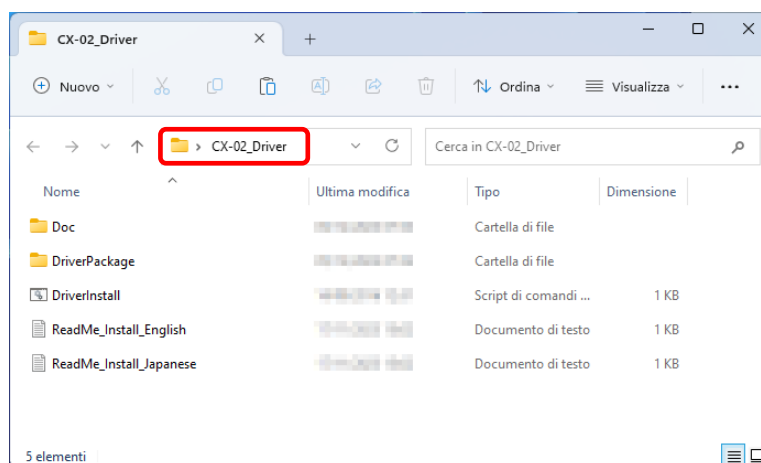 CX-02_Driver
Nuovo Ordina Visualizza
CX-02_Driver Cerca in CX-02_Driver
Nome Ultima modifica Tipo Dimensione
Doc Cartella di file
DriverPackage Cartella di file
DriverInstall Script di comandi ... 1 KB
ReadMe_Install_English Documento di testo 1 KB
ReadMe_Install_Japanese Documento di testo 1 KB
5 elementi